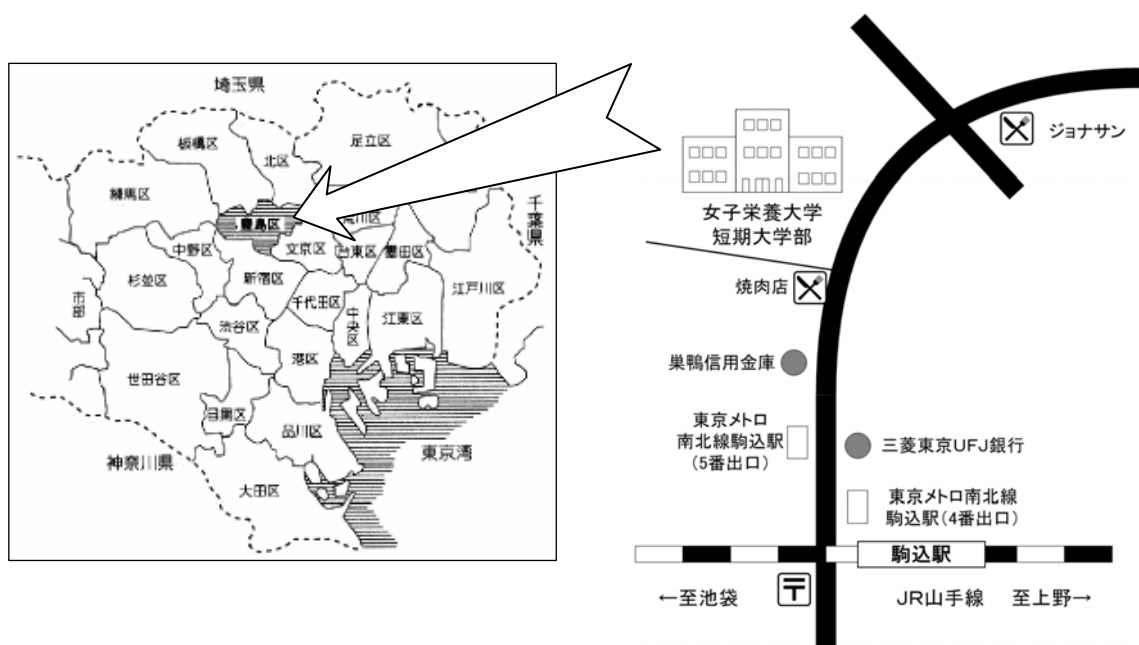 埼玉県
板橋区
北区
足立区
練馬区
豊島区
荒川区
千葉県
中野区
文京区
台東区
墨田区
杉並区
新宿区
江戸川区
市部
千代田区
中央区
江東区
渋谷区
港区
世田谷区
目黒区
品川区
東京湾
神奈川県
大田区
ジョナサン
女子栄養大学
短期大学部
焼肉店
巣鴨信用金庫
東京メトロ
南北線駒込駅
(5番出口)
三菱東京UFJ銀行
東京メトロ南北線
駒込駅(4番出口)
駒込駅
←至池袋
〒
JR山手線
至上野→